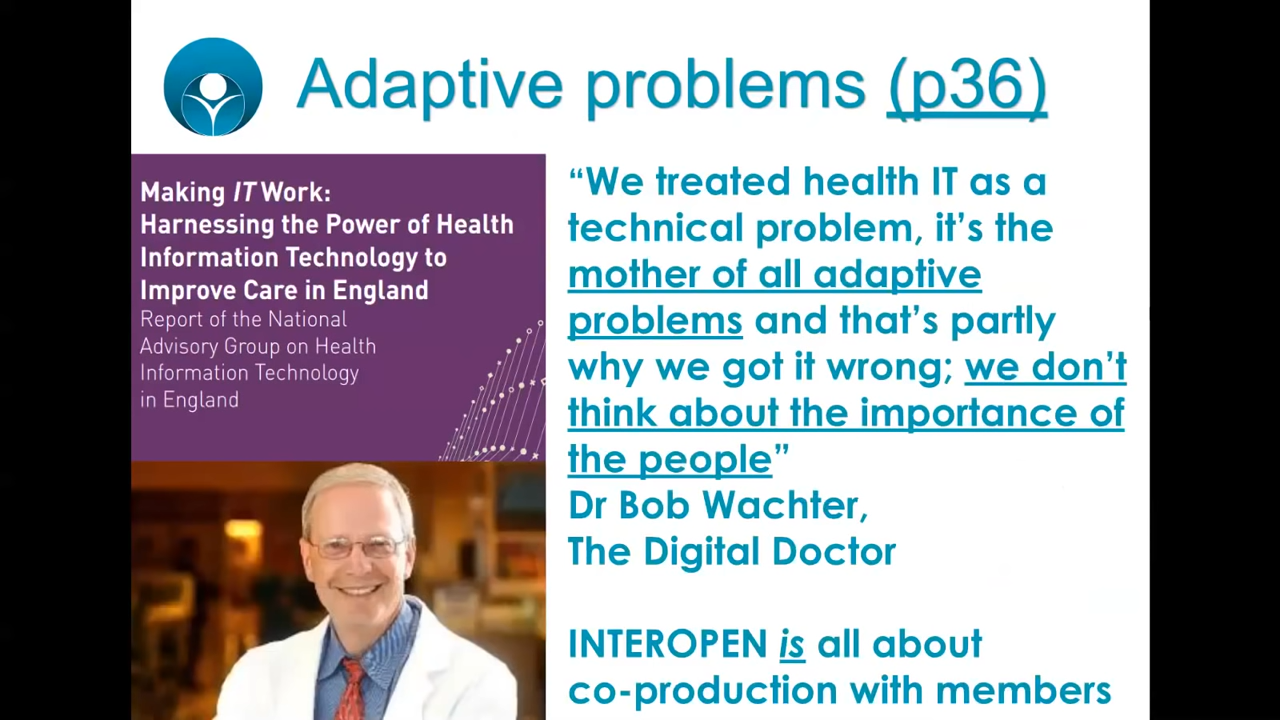 Adaptive problems (p36)
Making IT Work:
Harnessing the Power of Health
Information Technology to
Improve Care in England
Report of the National
Advisory Group on Health
Information Technology
in England
“We treated health IT as a
technical problem, it’s the
mother of all adaptive
problems and that’s partly
why we got it wrong; we don’t
think about the importance of
the people”
Dr Bob Wachter,
The Digital Doctor
INTEROPEN is all about
co-production with members